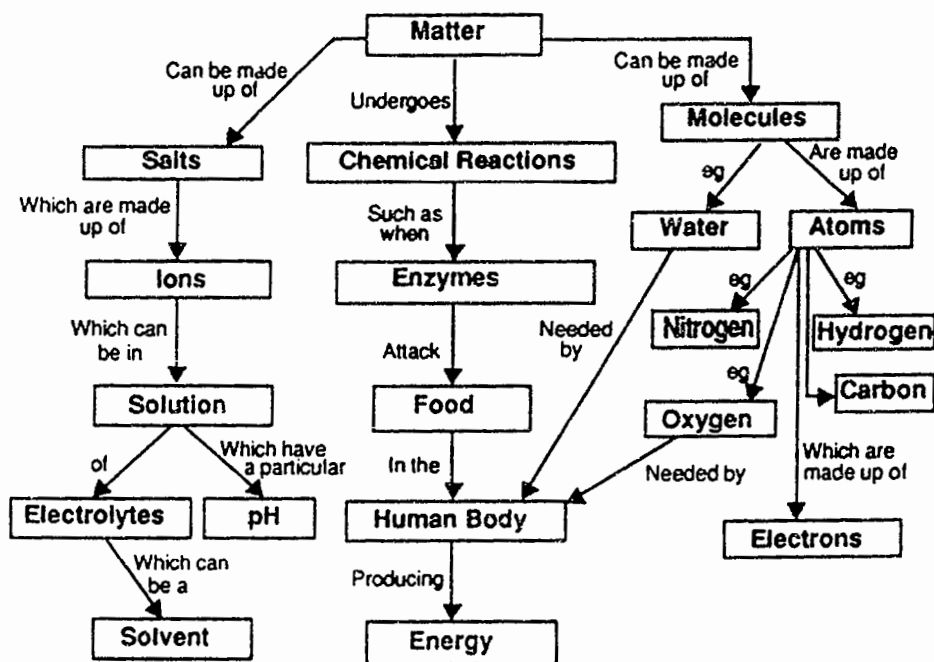 Matter
Can be made
up of
Undergoes
Can be made
up of
Molecules
Salts
Chemical Reactions
eg
Are made
up of
Which are made
up of
Such as
when
Water
Atoms
Ions
Enzymes
eg
eg
Which can
be in
Attack
Needed
by
Nitrogen
Hydrogen
eg
Carbon
Solution
Food
Oxygen
of
Which have
a particular
In the
Needed by
Which are
made up of
Electrolytes
pH
Human Body
Electrons
Which can
be a
Producing
Solvent
Energy